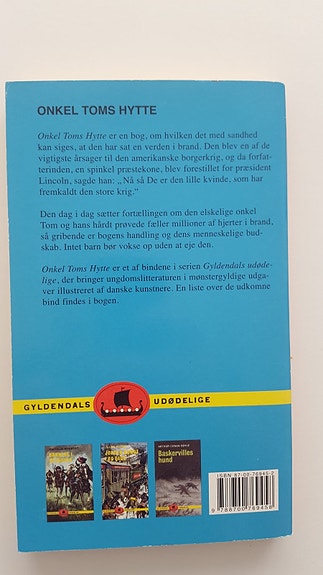 ONKEL TOMS HYTTE
Onkel Toms Hytte er en bog, om hvilken det med sandhed
kan siges, at den har sat en verden i brand. Den blev en af de
vigtigste årsager til den amerikanske borgerkrig, og da forfat-
terinden, en spinkel præstekone, blev forestillet for præsident
Lincoln, sagde han: „Nå så De er den lille kvinde, som har
fremkaldt den store krig."
Den dag i dag sætter fortællingen om den elskelige onkel
Tom og hans hårdt prøvede fæller millioner af hjerter i brand,
så gribende er bogens handling og dens menneskelige bud-
skab. Intet barn bør vokse op uden at eje den.
Onkel Toms Hytte er et af bindene i serien Gyldendals udøde-
lige, der bringer ungdomslitteraturen i mønstergyldige udga-
ver illustreret af danske kunstnere. En liste over de udkomne
bind findes i bogen.
GYLDENDALS UDØDELIGE
Baskervilles
hund
ISBN 87-00-76945-2
9 788700 769458